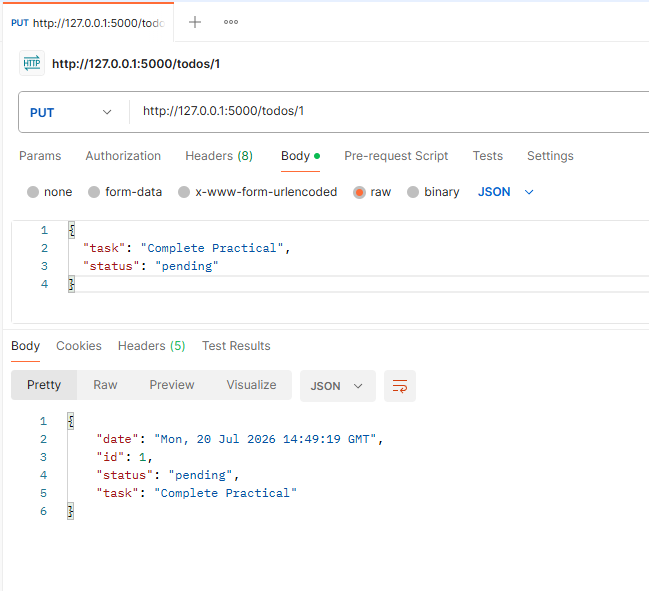 PUT http://127.0.0.1:5000/todo
HTTP http://127.0.0.1:5000/todos/1
PUT http://127.0.0.1:5000/todos/1
Params Authorization Headers (8) Body Pre-request Script Tests Settings
none form-data x-www-form-urlencoded raw binary JSON
1 {
2 "task": "Complete Practical",
3 "status": "pending"
4 }
Body Cookies Headers (5) Test Results
Pretty Raw Preview Visualize JSON
1 {
2 "date": "Mon, 20 Jul 2026 14:49:19 GMT",
3 "id": 1,
4 "status": "pending",
5 "task": "Complete Practical"
6 }